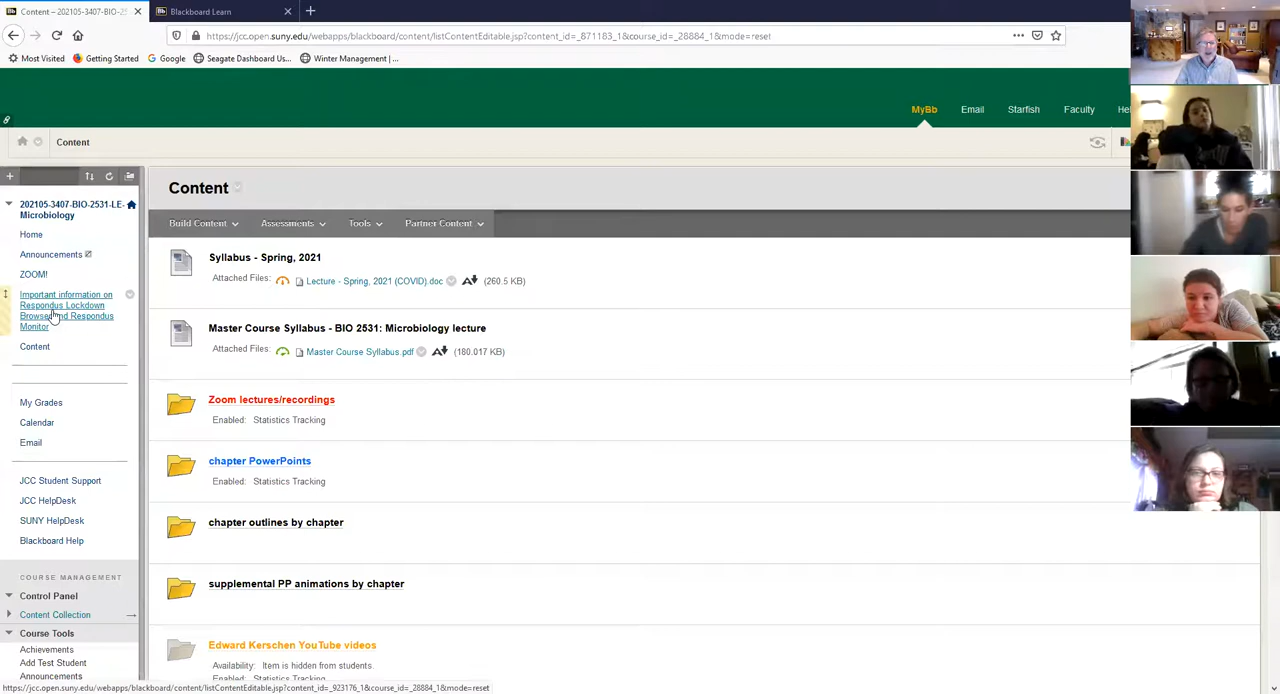 Content – 202105-3407-BIO-25
Blackboard Learn
https://jcc.open.suny.edu/webapps/blackboard/content/listContentEditable.jsp?content_id=_871183_1&course_id=_28884_1&mode=reset
Most Visited
Getting Started
Google
Seagate Dashboard Us...
Winter Management | ...
MyBb
Email
Starfish
Faculty
Content
202105-3407-BIO-2531-LE-
Microbiology
Home
Announcements
ZOOM!
Important information on
Respondus Lockdown
Browser and Respondus
Monitor
Content
My Grades
Calendar
Email
JCC Student Support
JCC HelpDesk
SUNY HelpDesk
Blackboard Help
COURSE MANAGEMENT
Control Panel
Content Collection
Course Tools
Achievements
Add Test Student
Announcements
Content
Build Content
Assessments
Tools
Partner Content
Syllabus - Spring, 2021
Attached Files: Lecture - Spring, 2021 (COVID).doc (260.5 KB)
Master Course Syllabus - BIO 2531: Microbiology lecture
Attached Files: Master Course Syllabus.pdf (180.017 KB)
Zoom lectures/recordings
Enabled: Statistics Tracking
chapter PowerPoints
Enabled: Statistics Tracking
chapter outlines by chapter
supplemental PP animations by chapter
Edward Kerschen YouTube videos
Availability: Item is hidden from students.
Enabled: Statistics Tracking
https://jcc.open.suny.edu/webapps/blackboard/content/listContentEditable.jsp?content_id=_923176_1&course_id=_28884_1&mode=reset